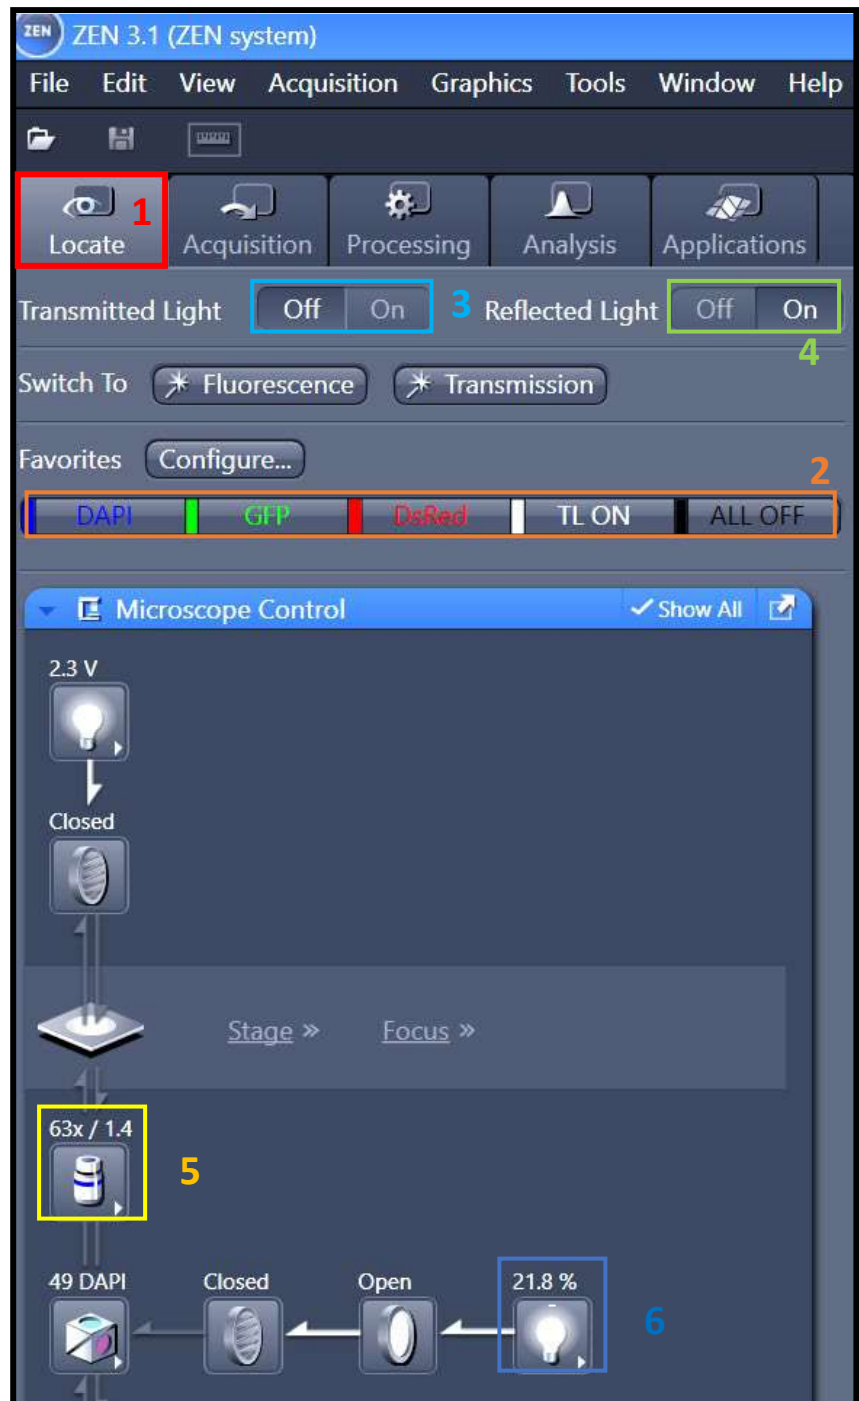 ZEN ZEN 3.1 (ZEN system)
File Edit View Acquisition Graphics Tools Window Help
1
Locate Acquisition Processing Analysis Applications
Transmitted Light Off On 3 Reflected Light Off On
4
Switch To Fluorescence Transmission
Favorites Configure...
2
DAPI GFP DsRed TL ON ALL OFF
Microscope Control Show All
2.3 V
Closed
Stage » Focus »
63x / 1.4
5
49 DAPI Closed Open 21.8 %
6